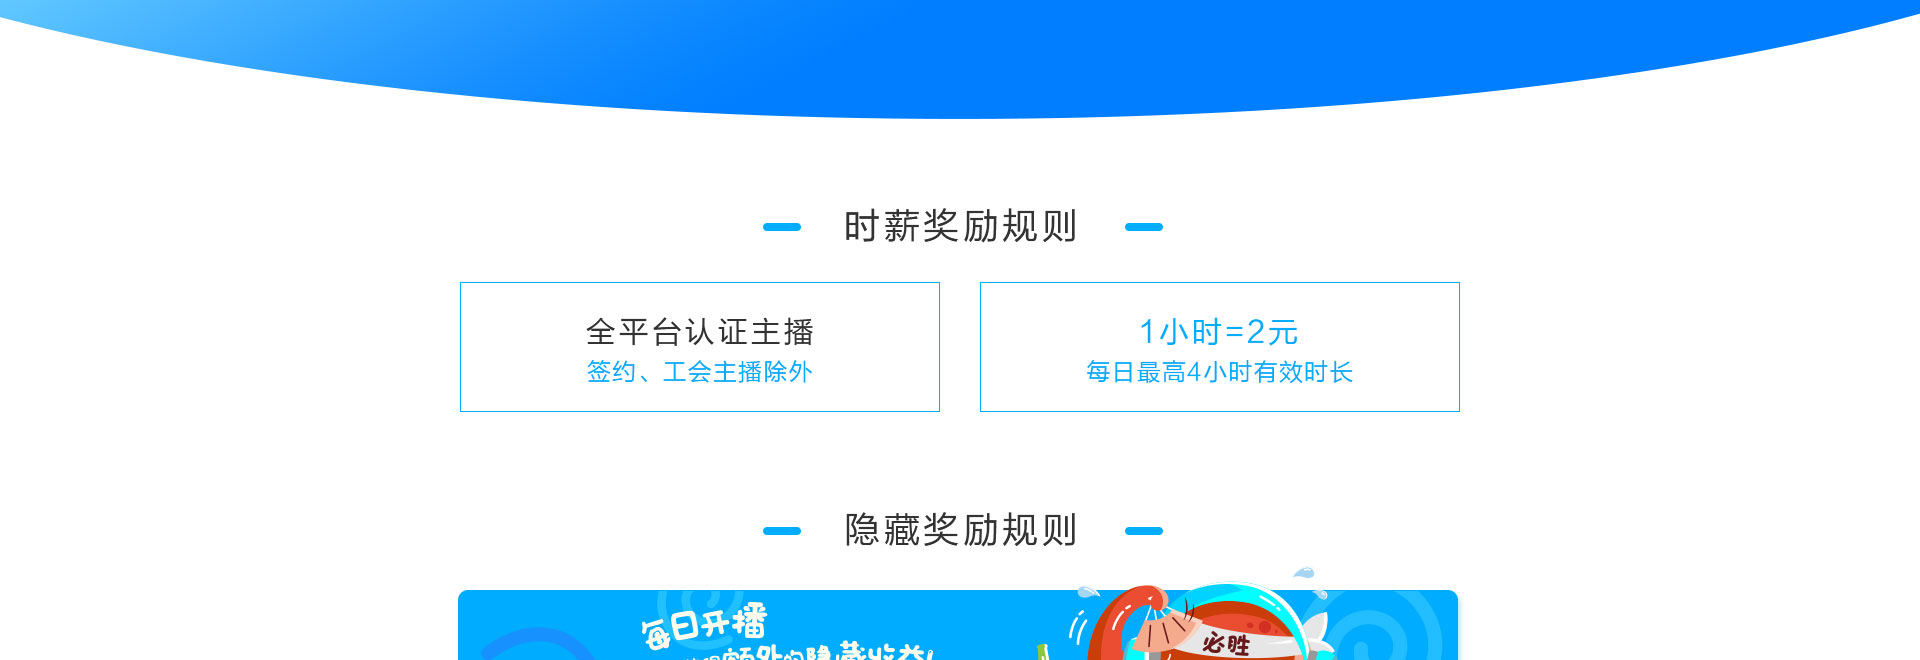 时薪奖励规则
全平台认证主播
签约、工会主播除外
1小时=2元
每日最高4小时有效时长
隐藏奖励规则
每日开播
额外的隐藏收益!
必胜